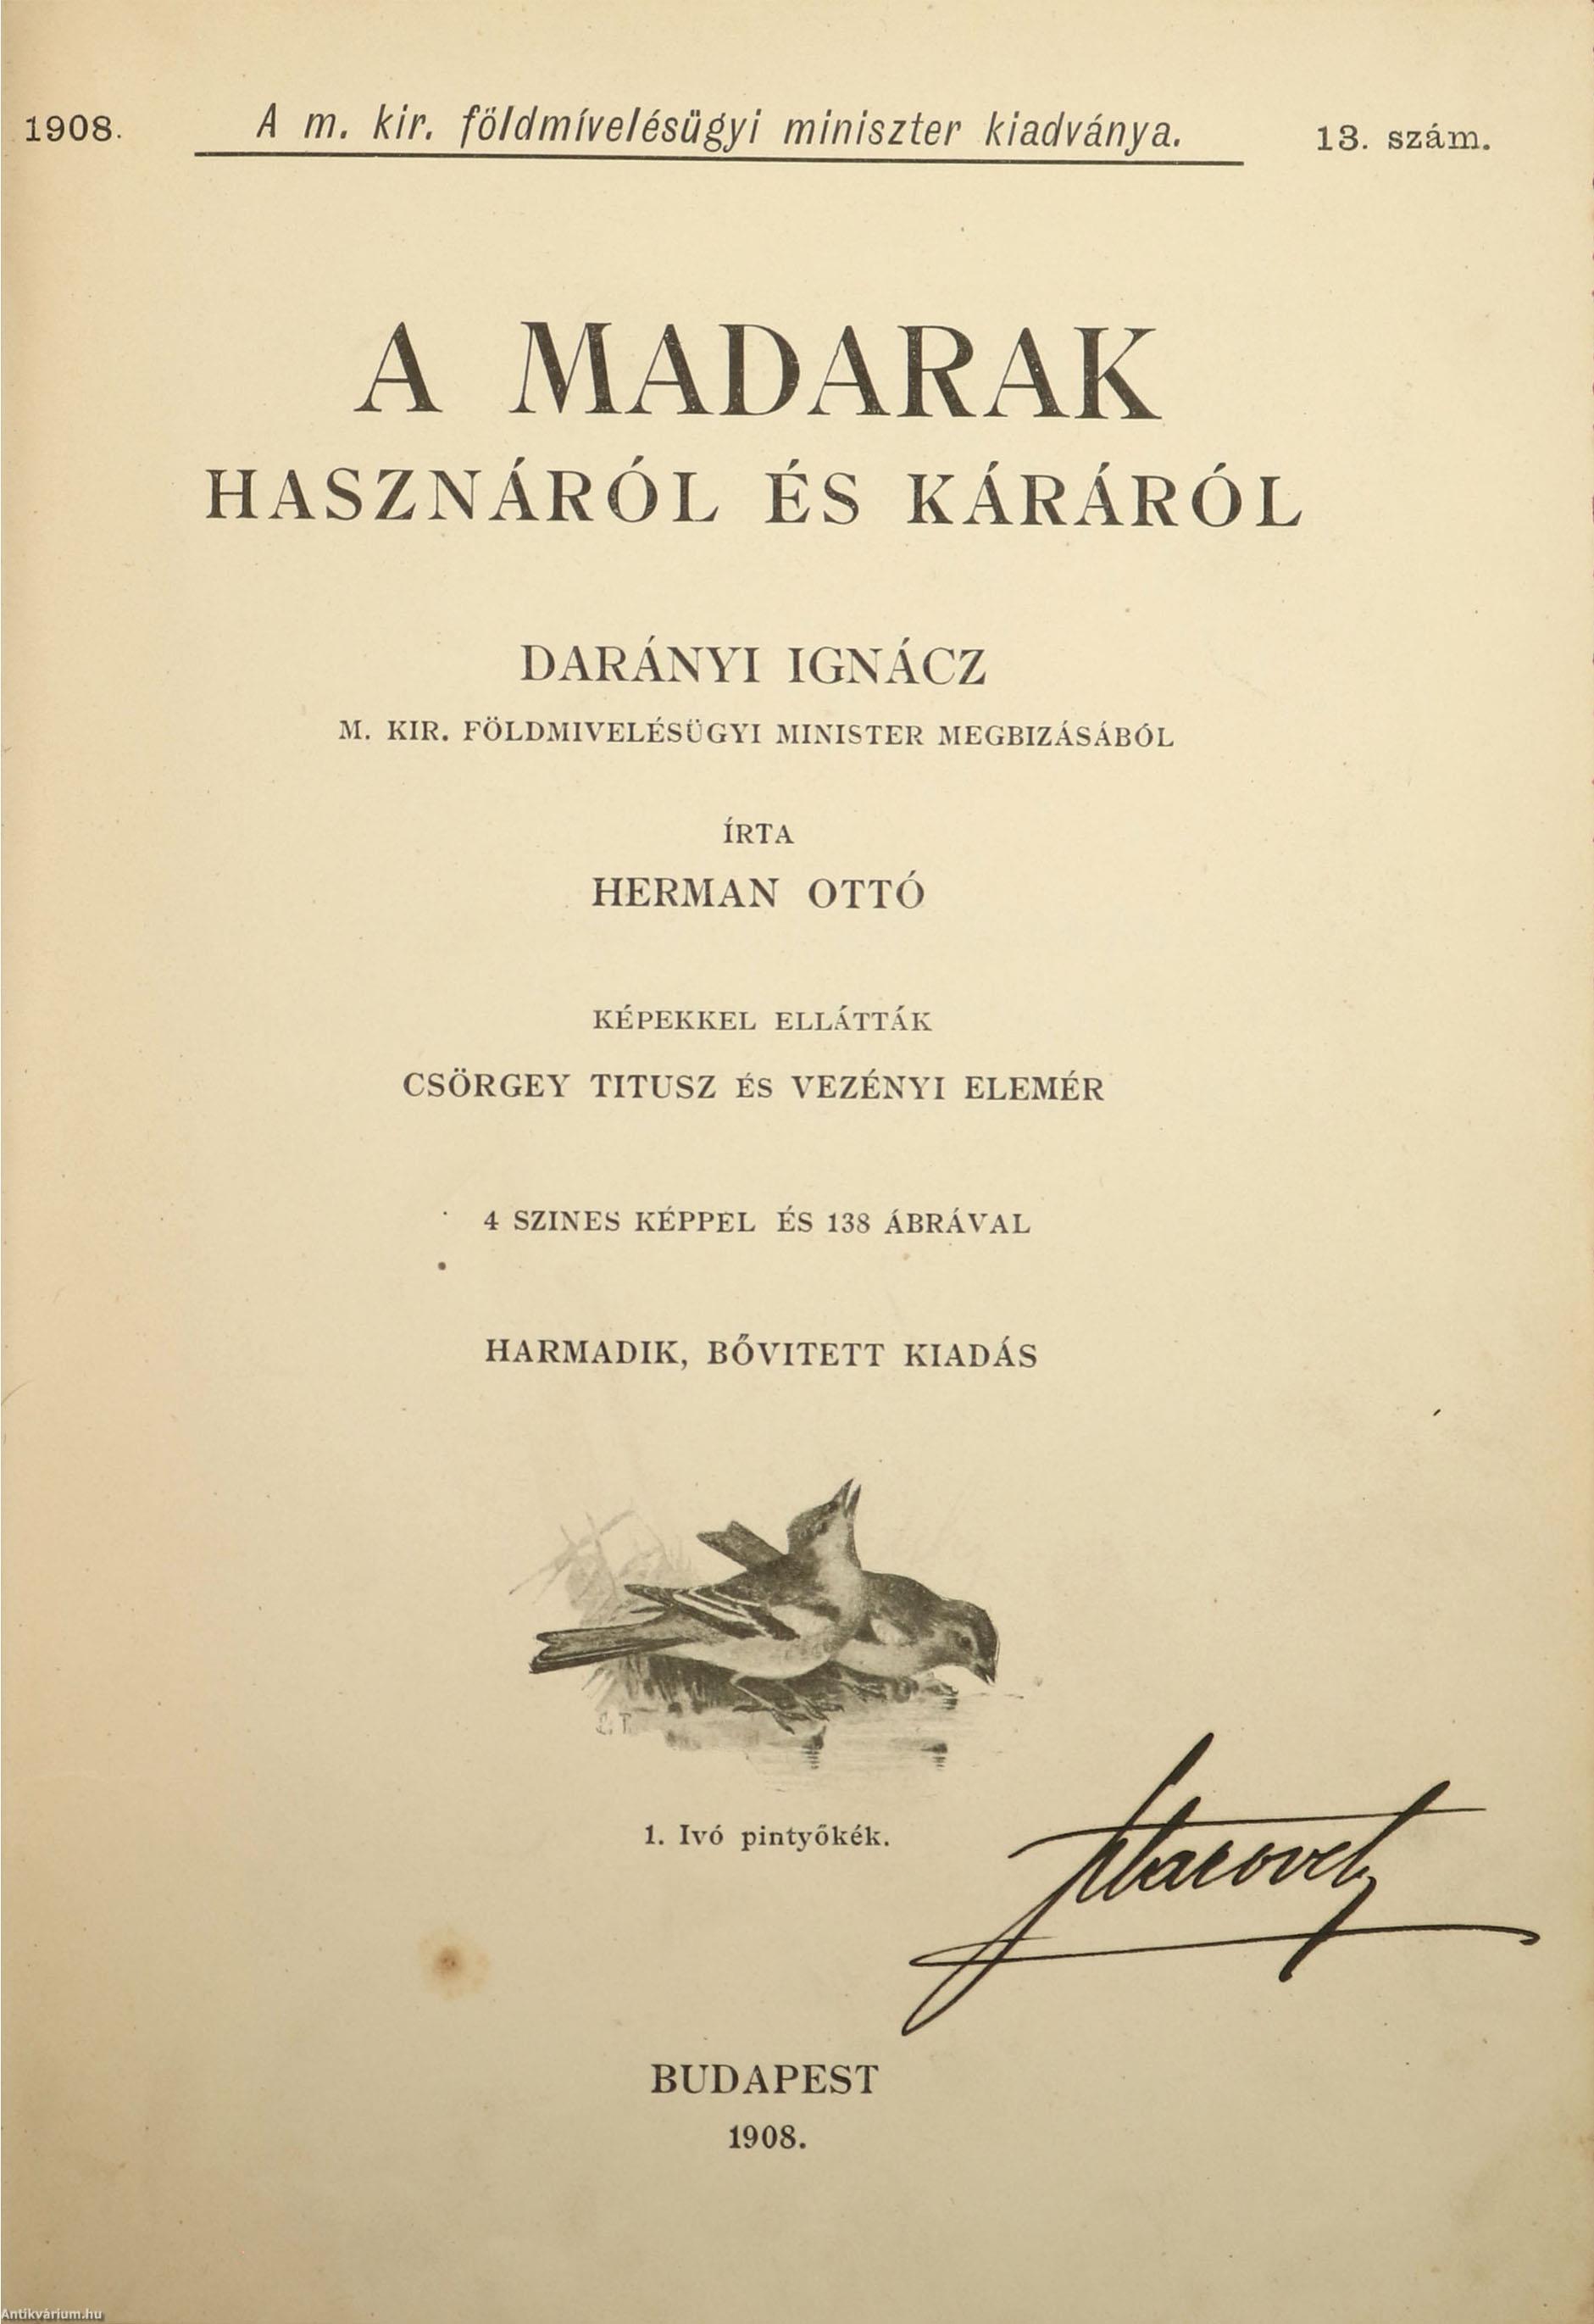 1908. A m. kir. földmívelésügyi miniszter kiadványa. 13. szám.
A MADARAK
HASZNÁRÓL ÉS KÁRÁRÓL
DARÁNYI IGNÁCZ
M. KIR. FÖLDMIVELÉSÜGYI MINISTER MEGBIZÁSÁBÓL
ÍRTA
HERMAN OTTÓ
KÉPEKKEL ELLÁTTÁK
CSÖRGEY TITUSZ ÉS VEZÉNYI ELEMÉR
4 SZINES KÉPPEL ÉS 138 ÁBRÁVAL
HARMADIK, BŐVITETT KIADÁS
1. Ivó pintyőkék.
BUDAPEST
1908.
Antikvárium.hu